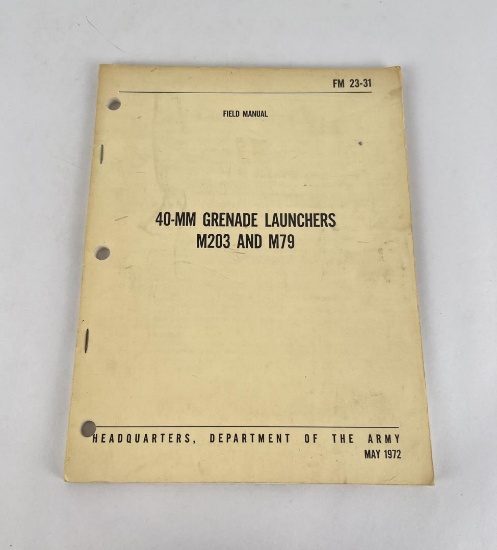 FM 23-31
FIELD MANUAL
40-MM GRENADE LAUNCHERS
M203 AND M79
HEADQUARTERS, DEPARTMENT OF THE ARMY
MAY 1972